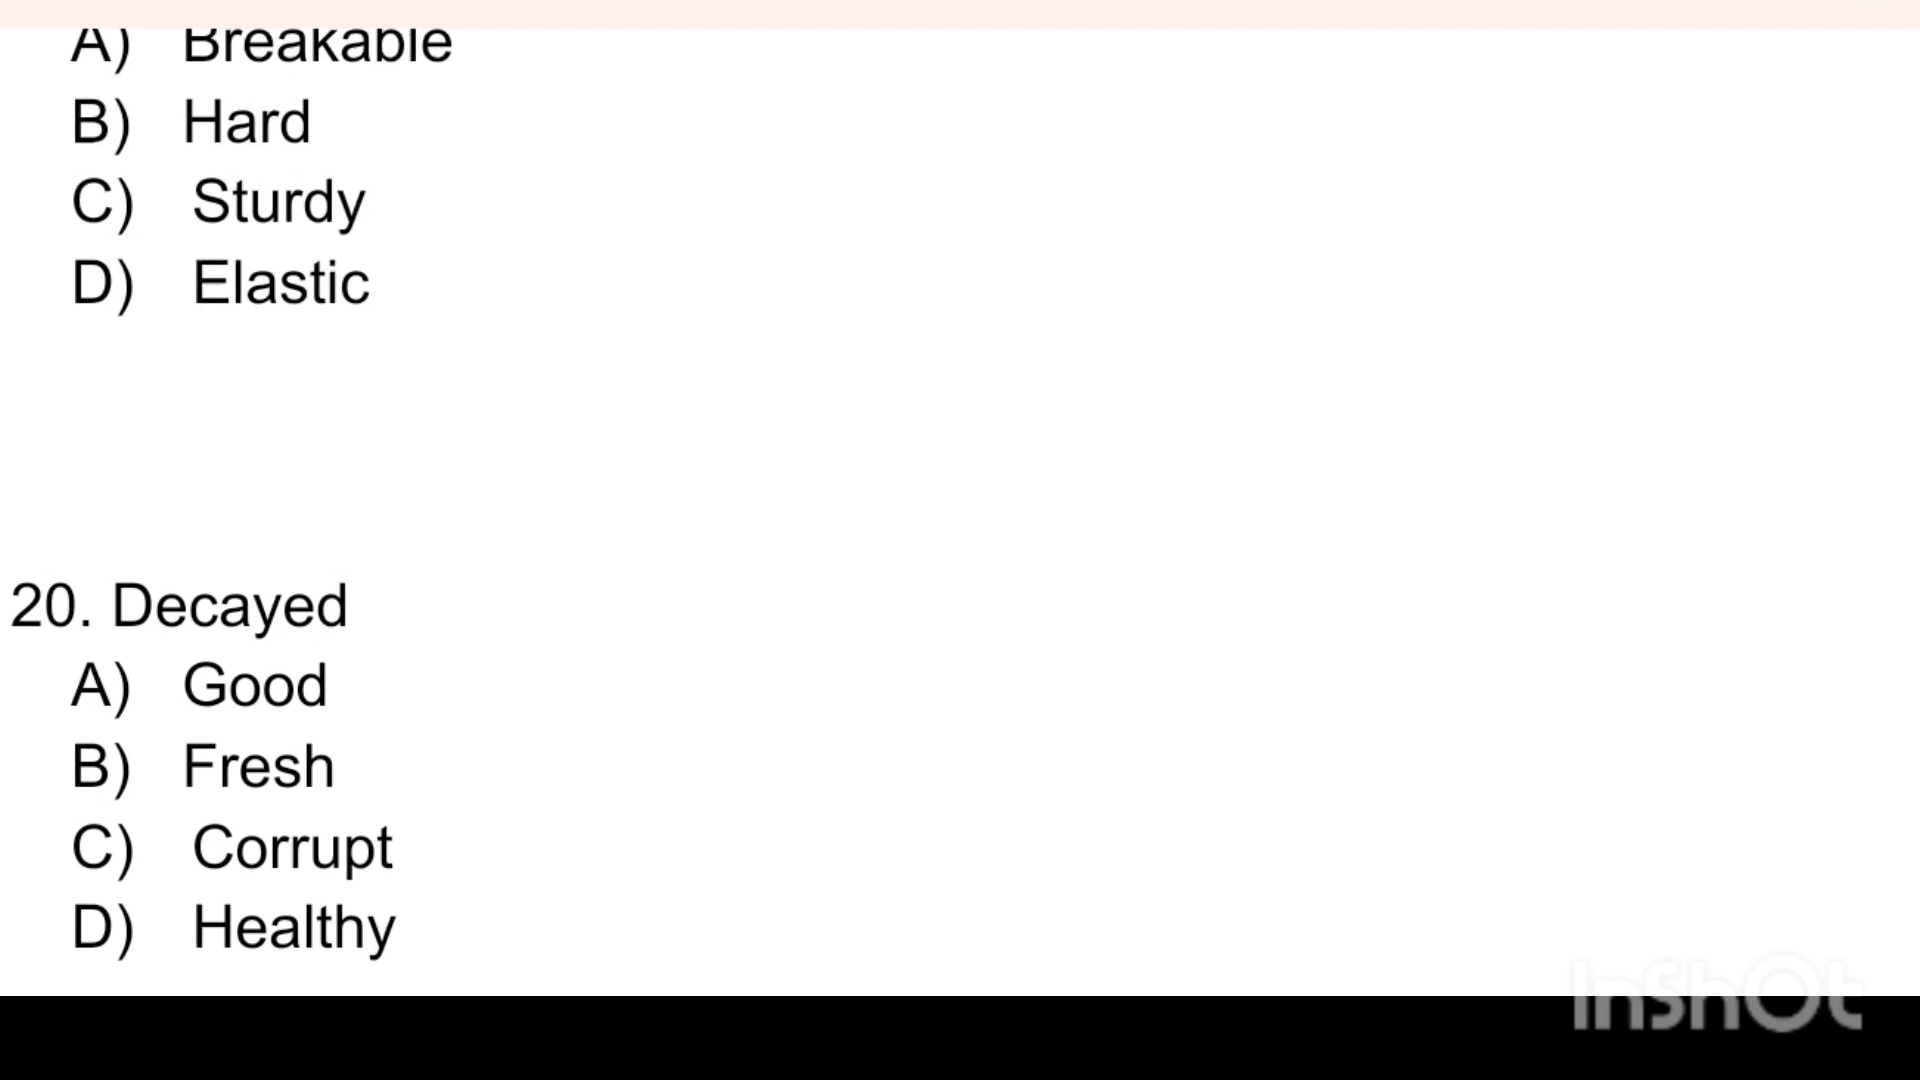 A) Breakable
B) Hard
C) Sturdy
D) Elastic
20. Decayed
A) Good
B) Fresh
C) Corrupt
D) Healthy
InShOt